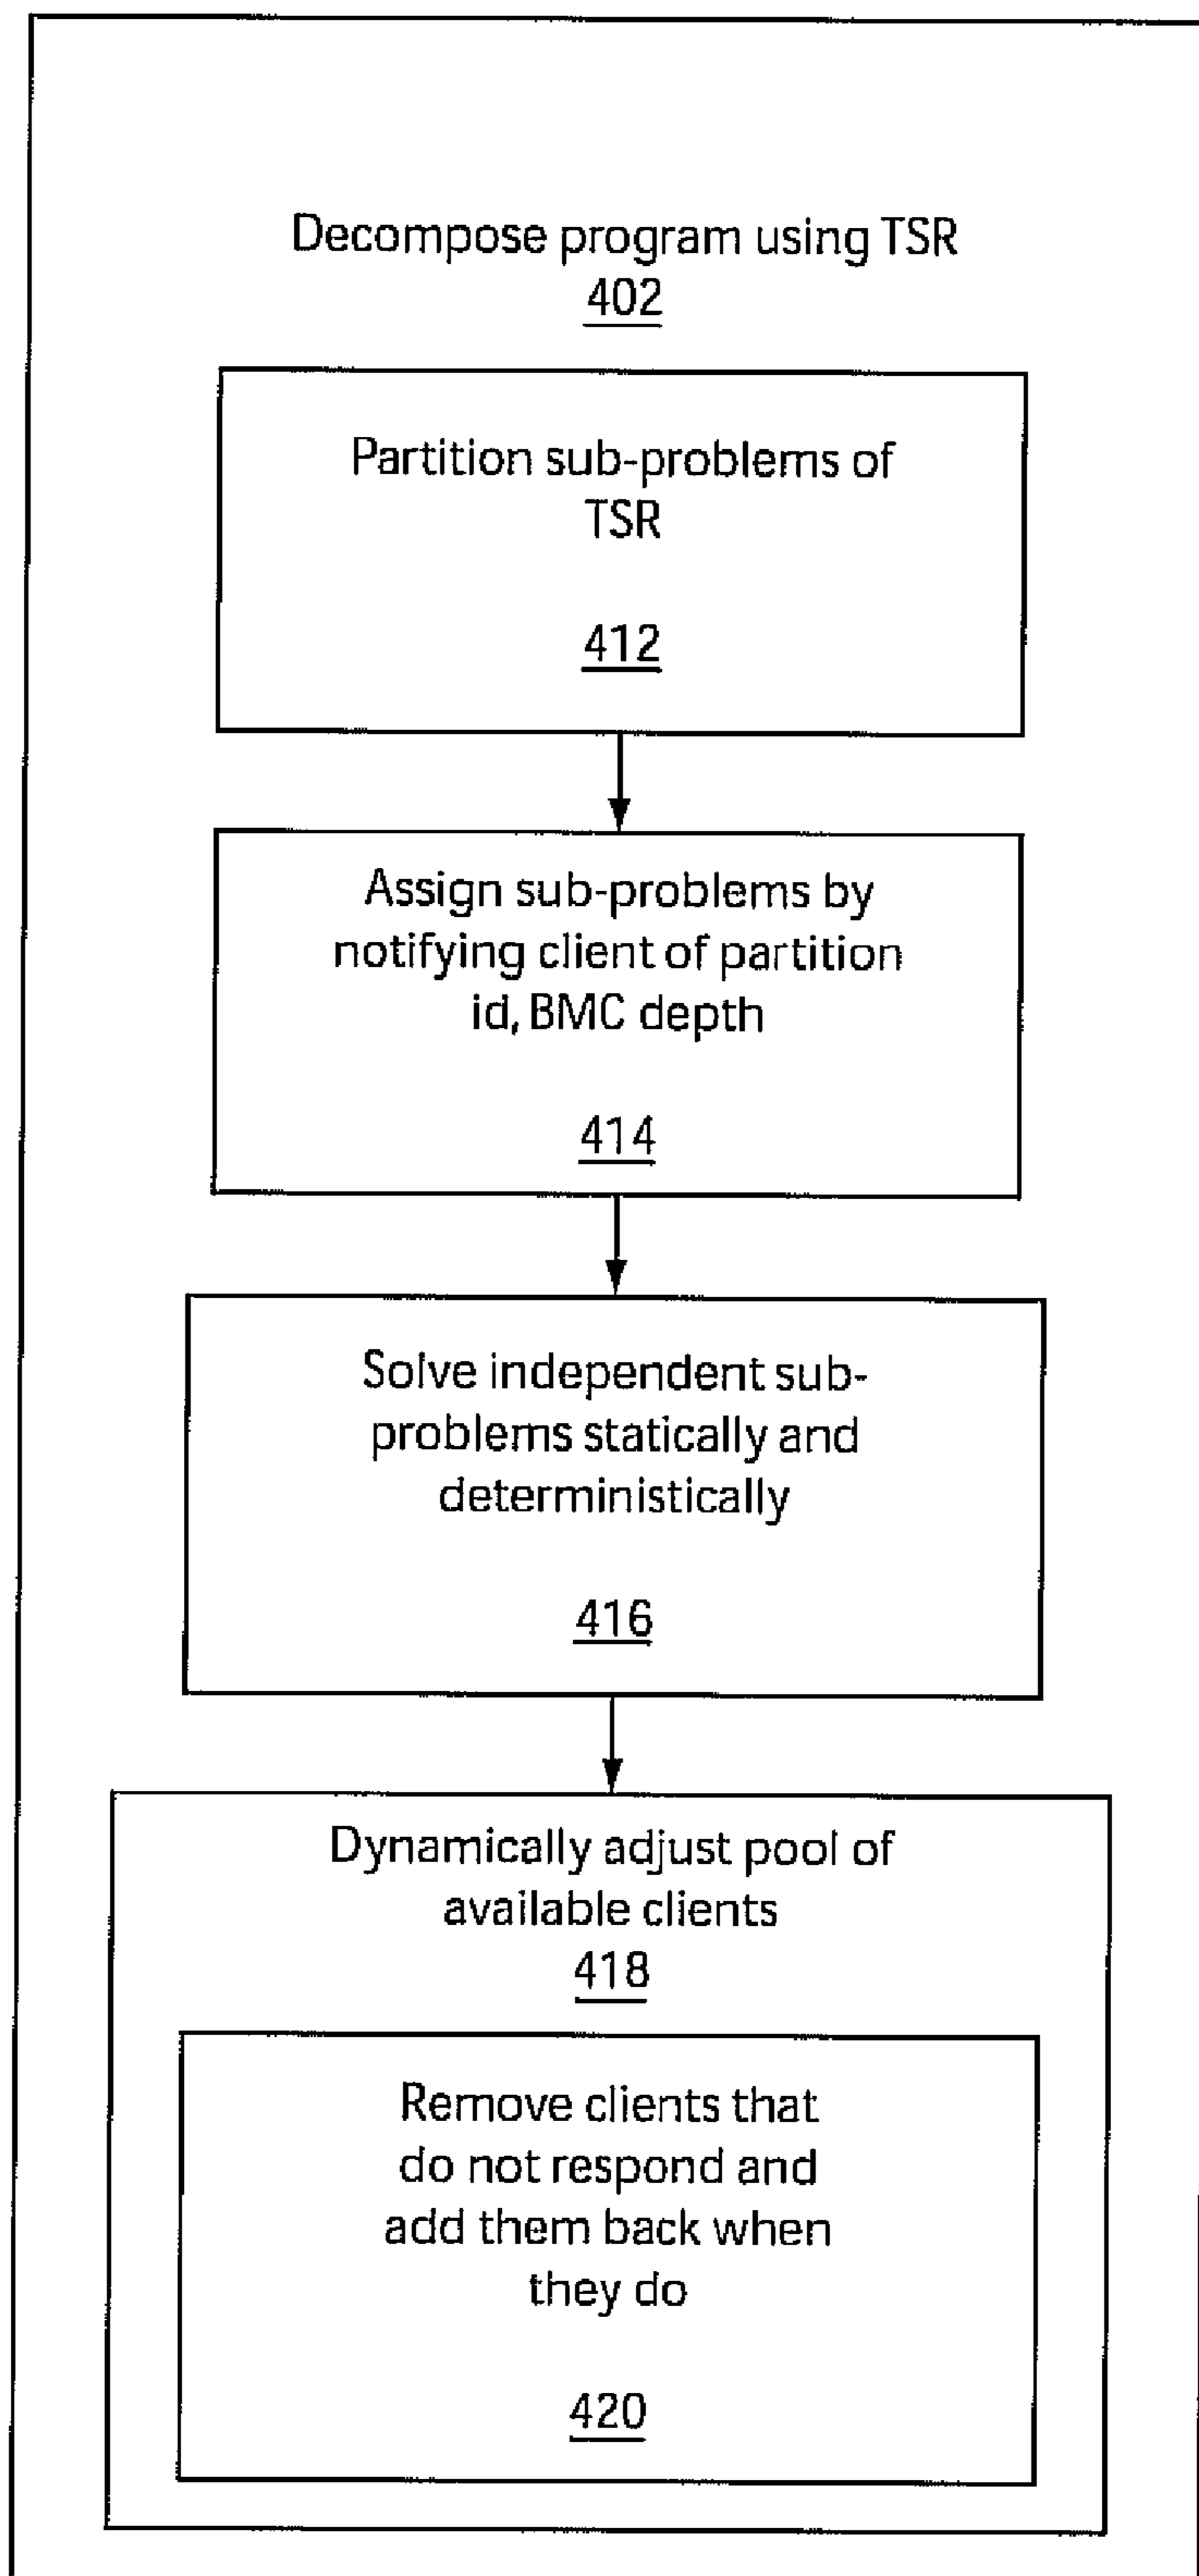 Decompose program using TSR
402
Partition sub-problems of
TSR
412
Assign sub-problems by
notifying client of partition
id, BMC depth
414
Solve independent sub-
problems statically and
deterministically
416
Dynamically adjust pool of
available clients
418
Remove clients that
do not respond and
add them back when
they do
420